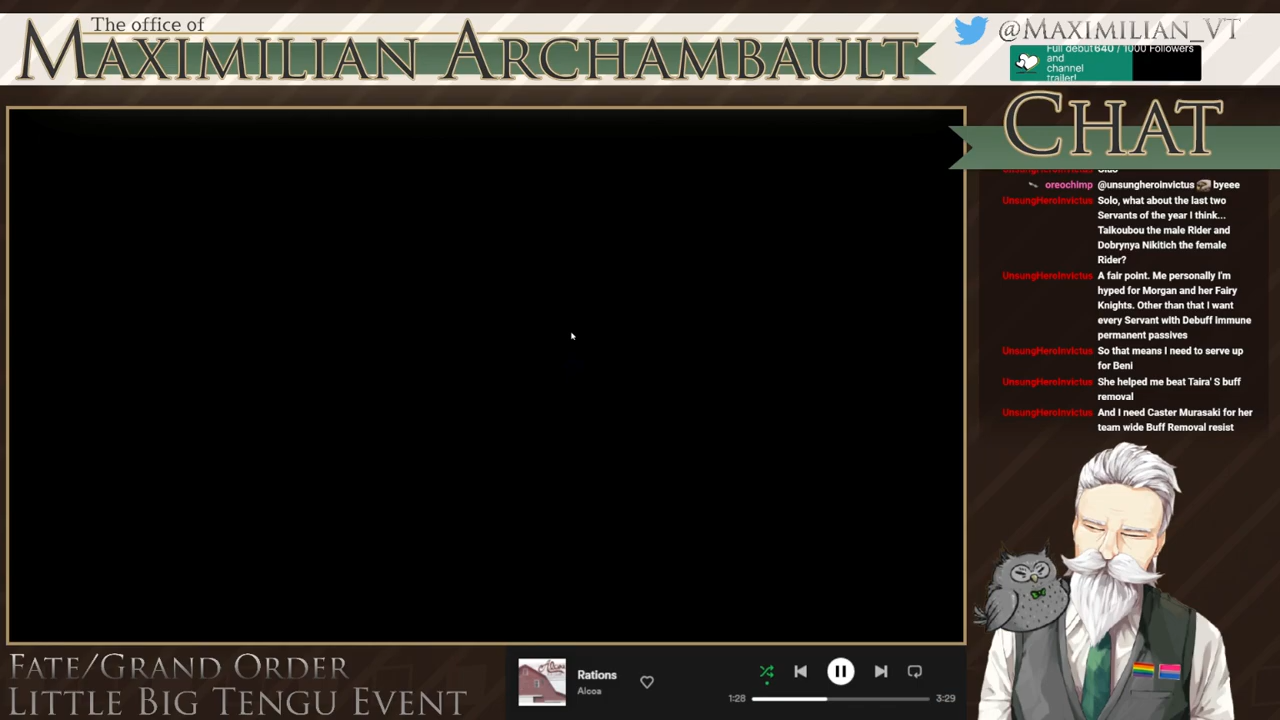 The office of
Maximilian Archambault
@Maximilian_VT
Full debut 640 / 1000 Followers
and
channel
trailer!
Chat
UnsungHeroInvictus Ciao
oreochimp @unsungheroinvictus byeee
UnsungHeroInvictus Solo, what about the last two
Servants of the year I think...
Taikoubou the male Rider and
Dobrynya Nikitich the female
Rider?
UnsungHeroInvictus A fair point. Me personally I'm
hyped for Morgan and her Fairy
Knights. Other than that I want
every Servant with Debuff immune
permanent passives
UnsungHeroInvictus So that means I need to serve up
for Beni
UnsungHeroInvictus She helped me beat Taira' S buff
removal
UnsungHeroInvictus And I need Caster Murasaki for her
team wide Buff Removal resist
Fate/Grand Order
Little Big Tengu Event
Rations
Alcoa
1:28
3:29